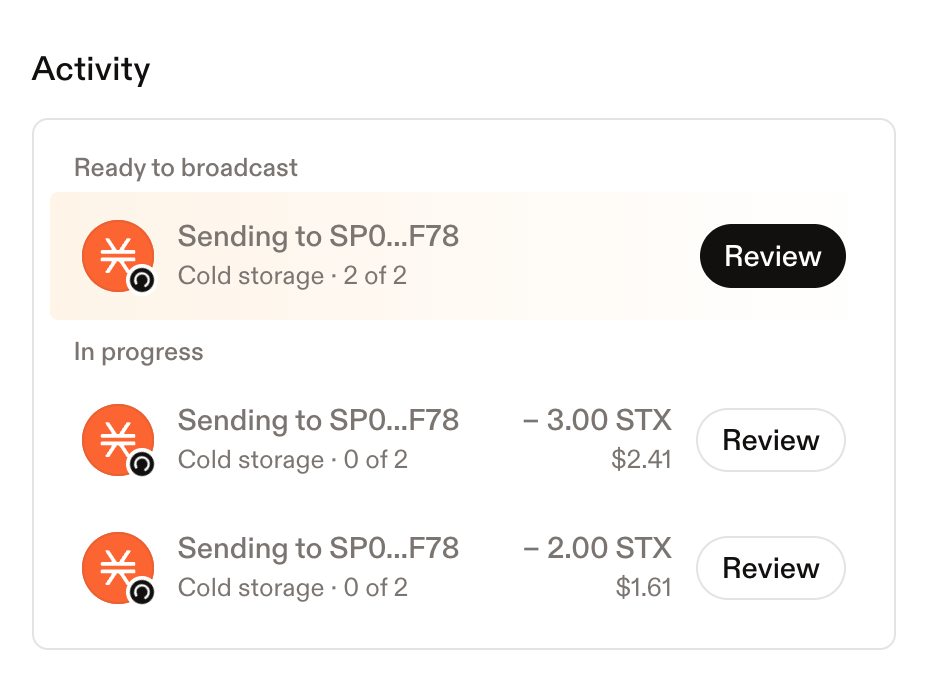 Activity
Ready to broadcast
Sending to SP0...F78
Cold storage · 2 of 2
Review
In progress
Sending to SP0...F78
– 3.00 STX
Cold storage · 0 of 2
$2.41
Review
Sending to SP0...F78
– 2.00 STX
Cold storage · 0 of 2
$1.61
Review